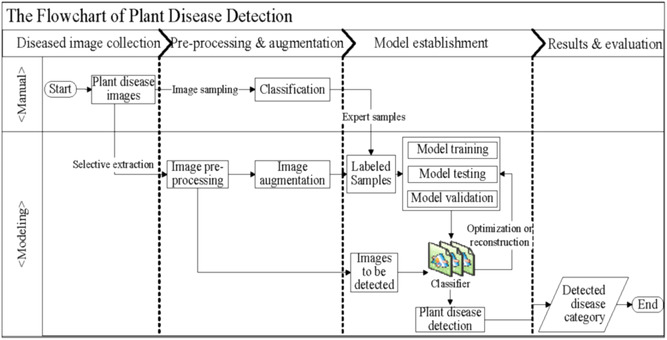 The Flowchart of Plant Disease Detection
Diseased image collection
Pre-processing & augmentation
Model establishment
Results & evaluation
<Manual>
Start
Plant disease
images
Image sampling
Classification
Expert samples
<Modeling>
Selective extraction
Image pre-
processing
Image
augmentation
Labeled
Samples
Model training
Model testing
Model validation
Optimization or
reconstruction
Images
to be
detected
Classifier
Plant disease
detection
Detected
disease
category
End